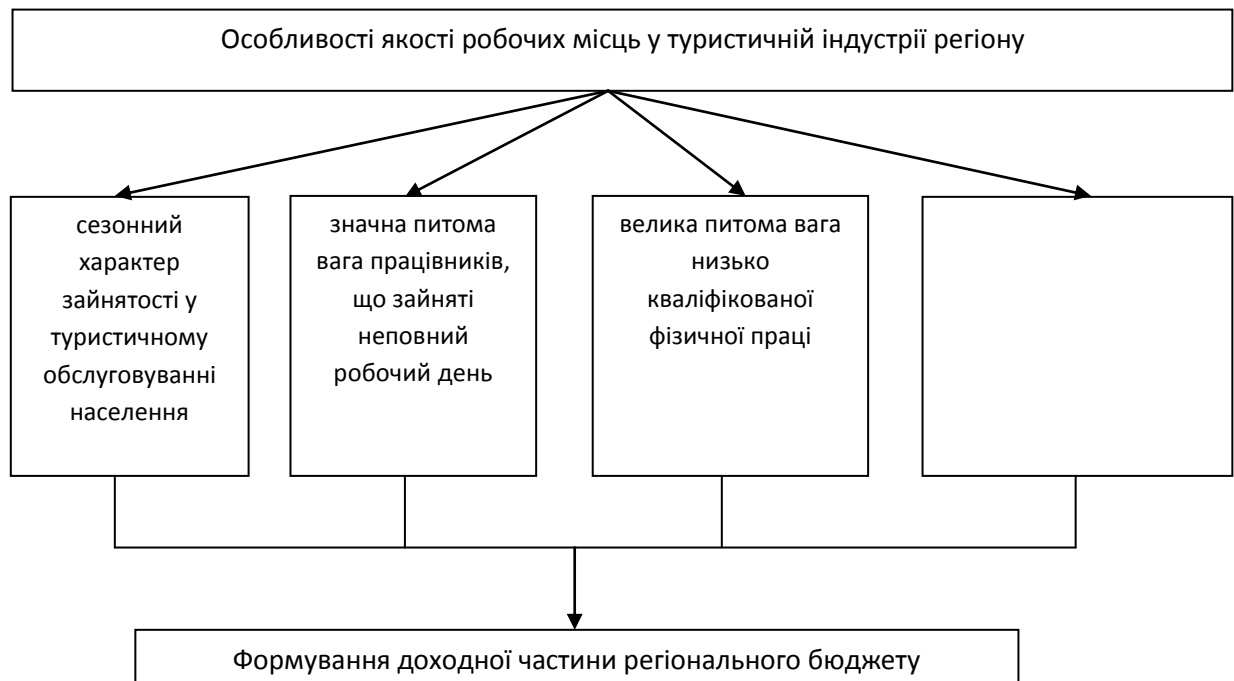 Особливості якості робочих місць у туристичній індустрії регіону
сезонний
характер
зайнятості у
туристичному
обслуговуванні
населення
значна питома
вага працівників,
що зайняті
неповний
робочий день
велика питома вага
низько
кваліфікованої
фізичної праці
Формування доходної частини регіонального бюджету